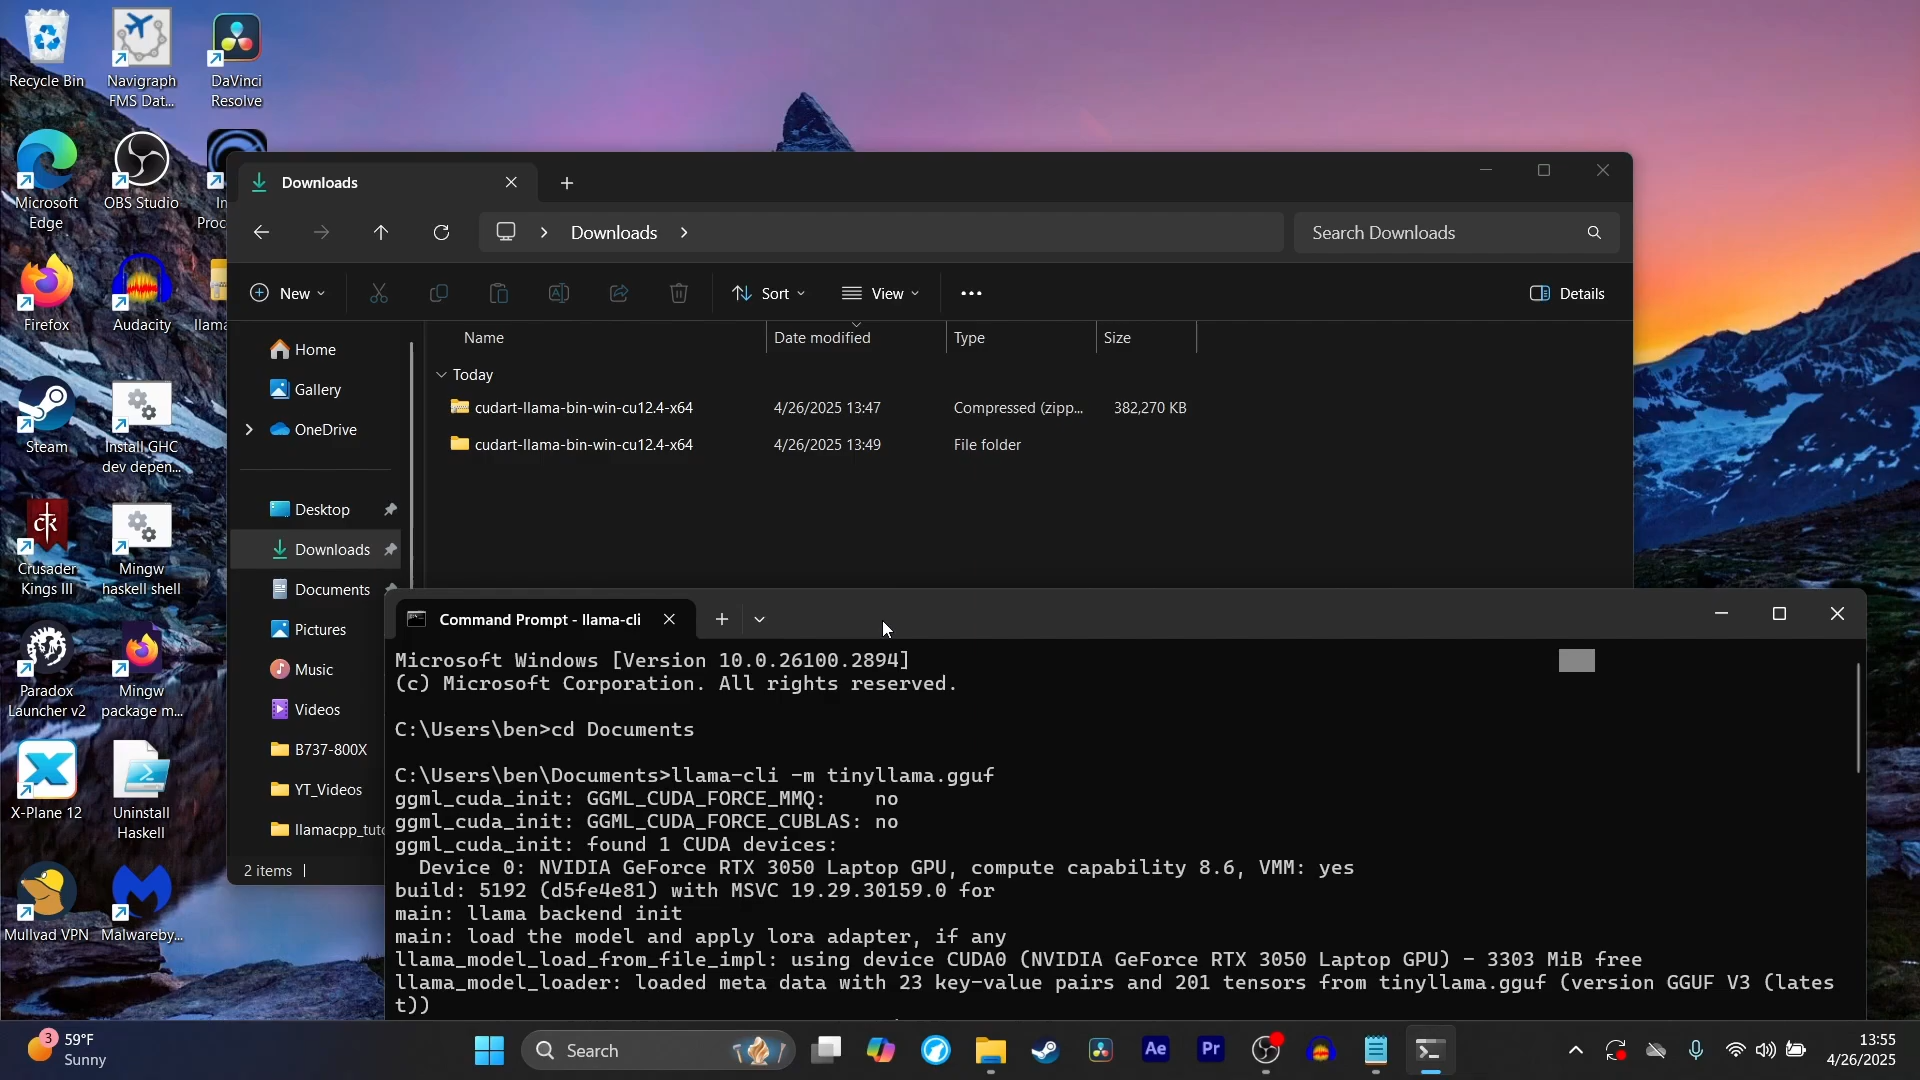 Recycle Bin
Navigraph
FMS Dat...
DaVinci
Resolve
Microsoft
Edge
OBS Studio
In
Proc
Firefox
Audacity
llama
Steam
Install GHC
dev depen...
Crusader
Kings III
Mingw
haskell shell
Paradox
Launcher v2
Mingw
package m...
X-Plane 12
Uninstall
Haskell
Mullvad VPN
Malwareby...
Downloads
Downloads
Search Downloads
New
Sort
View
Details
Home
Gallery
OneDrive
Desktop
Downloads
Documents
Pictures
Music
Videos
B737-800X
YT_Videos
llamacpp_tuto
2 items
Name
Date modified
Type
Size
Today
cudart-llama-bin-win-cu12.4-x64 4/26/2025 13:47 Compressed (zipp... 382,270 KB
cudart-llama-bin-win-cu12.4-x64 4/26/2025 13:49 File folder
Command Prompt - llama-cli
Microsoft Windows [Version 10.0.26100.2894]
(c) Microsoft Corporation. All rights reserved.
C:\Users\ben>cd Documents
C:\Users\ben\Documents>llama-cli -m tinyllama.gguf
ggml_cuda_init: GGML_CUDA_FORCE_MMQ:    no
ggml_cuda_init: GGML_CUDA_FORCE_CUBLAS: no
ggml_cuda_init: found 1 CUDA devices:
  Device 0: NVIDIA GeForce RTX 3050 Laptop GPU, compute capability 8.6, VMM: yes
build: 5192 (d5fe4e81) with MSVC 19.29.30159.0 for
main: llama backend init
main: load the model and apply lora adapter, if any
llama_model_load_from_file_impl: using device CUDA0 (NVIDIA GeForce RTX 3050 Laptop GPU) - 3303 MiB free
llama_model_loader: loaded meta data with 23 key-value pairs and 201 tensors from tinyllama.gguf (version GGUF V3 (lates
t))
3
59°F
Sunny
Search
Ae
Pr
13:55
4/26/2025